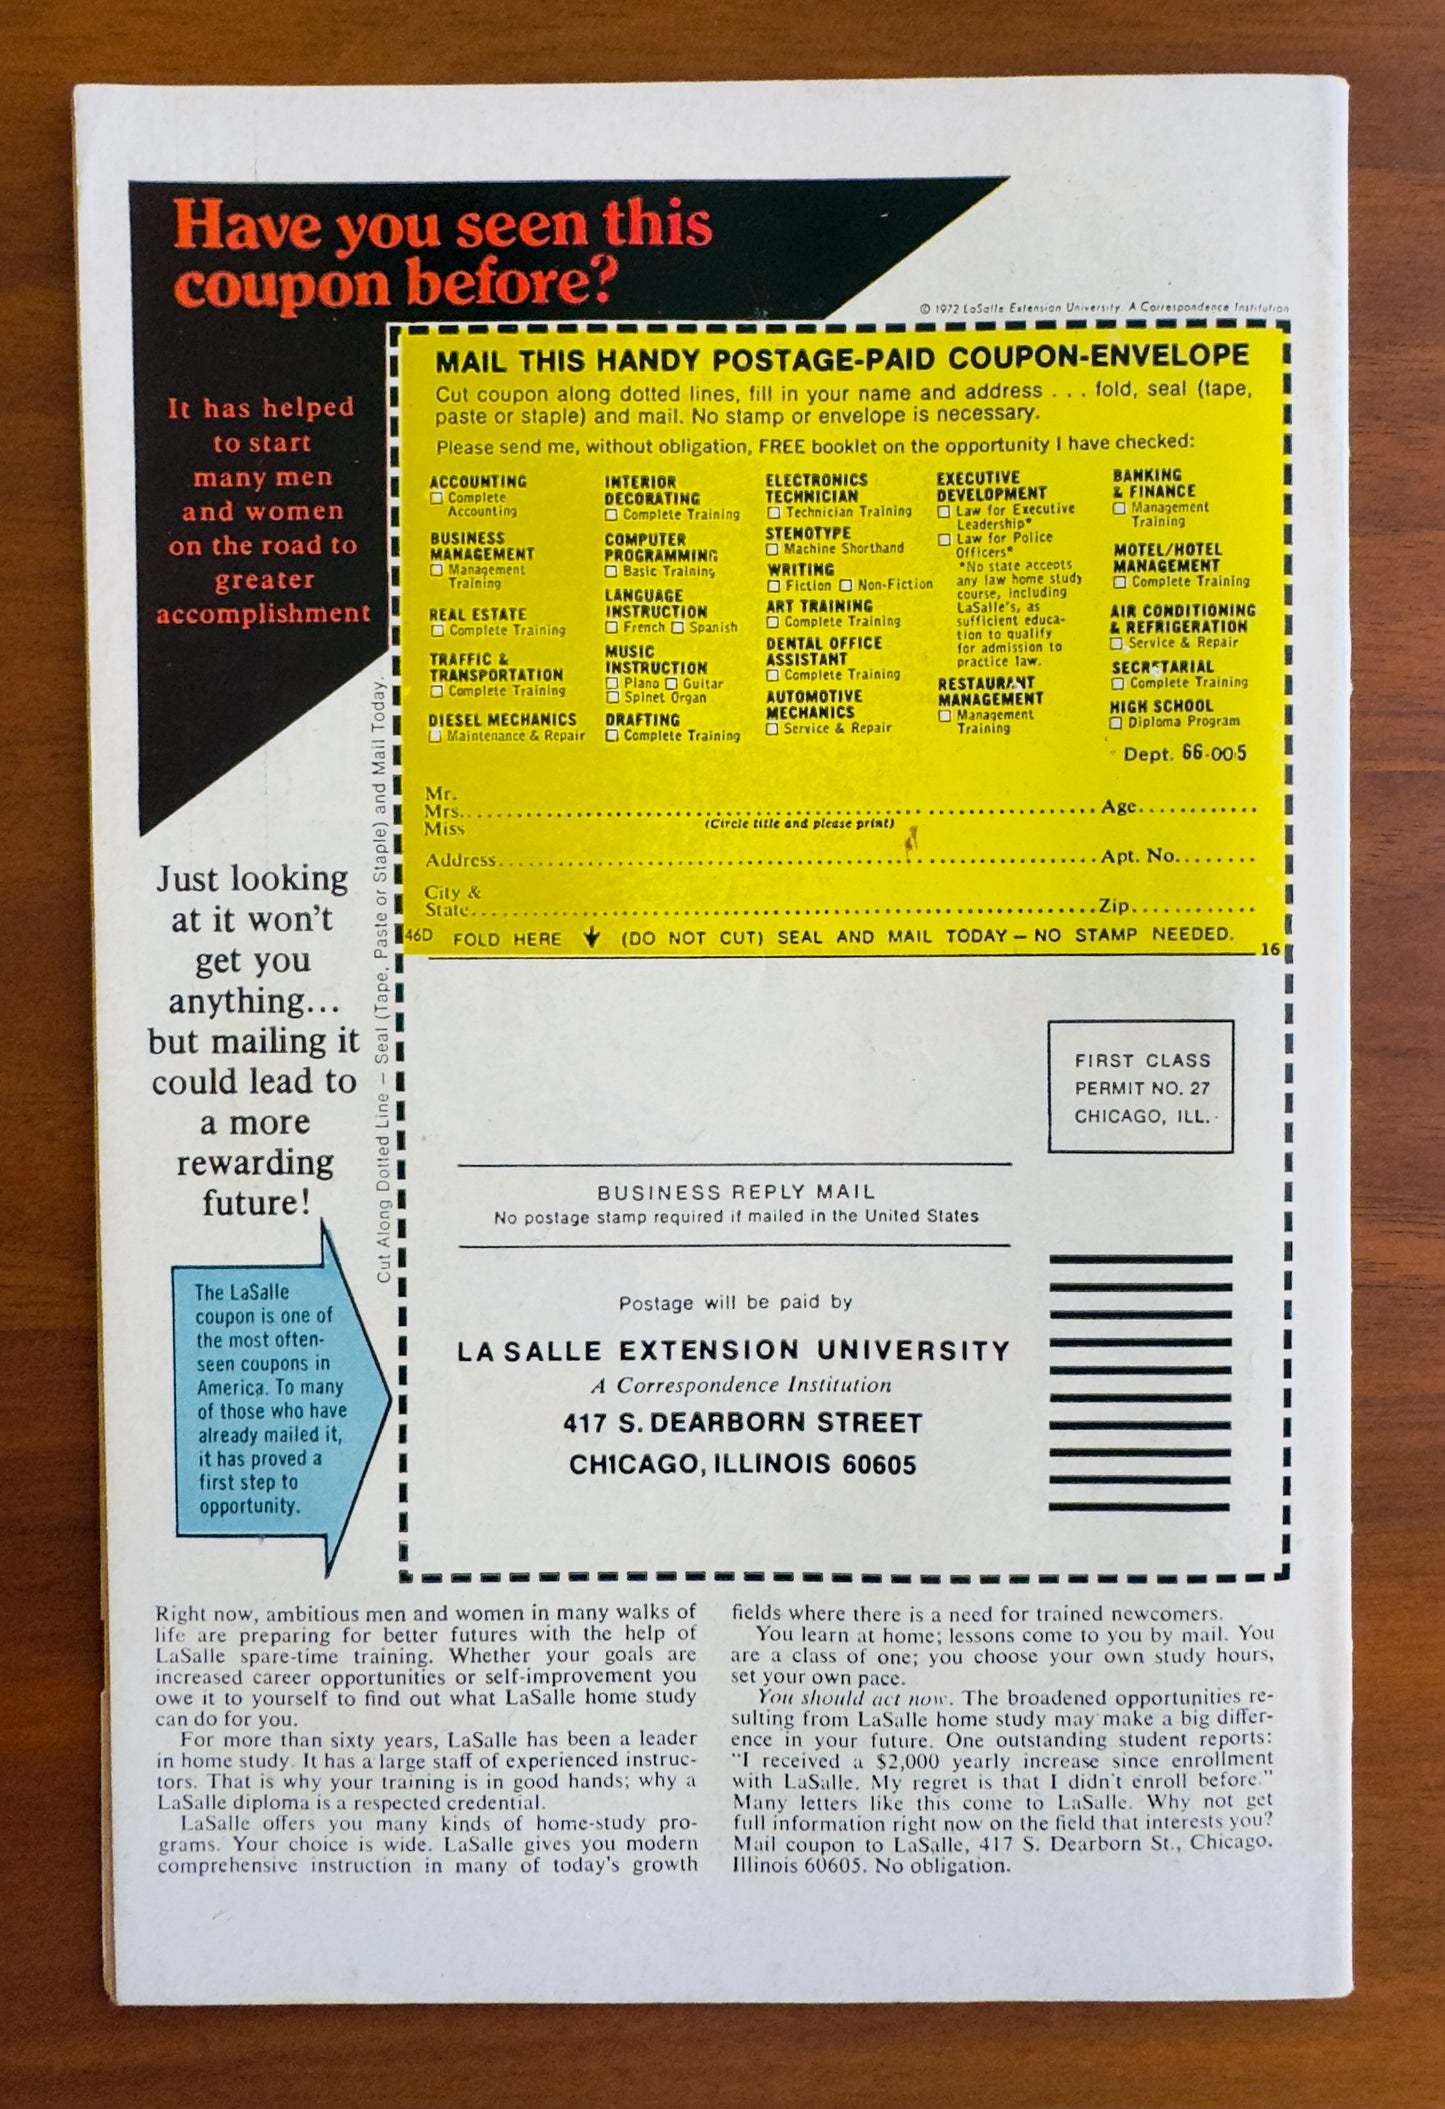 Have you seen this
coupon before?
It has helped
to start
many men
and women
on the road to
greater
accomplishment
© 1972 LaSalle Extension University A Correspondence Institution
MAIL THIS HANDY POSTAGE-PAID COUPON-ENVELOPE
Cut coupon along dotted lines, fill in your name and address . . . fold, seal (tape,
paste or staple) and mail. No stamp or envelope is necessary.
Please send me, without obligation, FREE booklet on the opportunity I have checked:
ACCOUNTING
☐ Complete
Accounting
BUSINESS
MANAGEMENT
☐ Management
Training
REAL ESTATE
☐ Complete Training
TRAFFIC &
TRANSPORTATION
☐ Complete Training
DIESEL MECHANICS
☐ Maintenance & Repair
INTERIOR
DECORATING
☐ Complete Training
COMPUTER
PROGRAMMING
☐ Basic Training
LANGUAGE
INSTRUCTION
☐ French ☐ Spanish
MUSIC
INSTRUCTION
☐ Piano ☐ Guitar
☐ Spinet Organ
DRAFTING
☐ Complete Training
ELECTRONICS
TECHNICIAN
☐ Technician Training
STENOTYPE
☐ Machine Shorthand
WRITING
☐ Fiction ☐ Non-Fiction
ART TRAINING
☐ Complete Training
DENTAL OFFICE
ASSISTANT
☐ Complete Training
AUTOMOTIVE
MECHANICS
☐ Service & Repair
EXECUTIVE
DEVELOPMENT
☐ Law for Executive
Leadership*
☐ Law for Police
Officers*
*No state accepts
any law home study
course, including
LaSalle's, as
sufficient educa-
tion to qualify
for admission to
practice law.
RESTAURANT
MANAGEMENT
☐ Management
Training
BANKING
& FINANCE
☐ Management
Training
MOTEL/HOTEL
MANAGEMENT
☐ Complete Training
AIR CONDITIONING
& REFRIGERATION
☐ Service & Repair
SECRETARIAL
☐ Complete Training
HIGH SCHOOL
☐ Diploma Program
Dept. 66-005
Mr.
Mrs. Age
Miss (Circle title and please print)
Address Apt. No.
City &
State Zip
46D FOLD HERE ↓ (DO NOT CUT) SEAL AND MAIL TODAY — NO STAMP NEEDED.
16
Cut Along Dotted Line — Seal (Tape, Paste or Staple) and Mail Today.
Just looking
at it won't
get you
anything...
but mailing it
could lead to
a more
rewarding
future!
The LaSalle
coupon is one of
the most often-
seen coupons in
America. To many
of those who have
already mailed it,
it has proved a
first step to
opportunity.
FIRST CLASS
PERMIT NO. 27
CHICAGO, ILL.
BUSINESS REPLY MAIL
No postage stamp required if mailed in the United States
Postage will be paid by
LA SALLE EXTENSION UNIVERSITY
A Correspondence Institution
417 S. DEARBORN STREET
CHICAGO, ILLINOIS 60605
Right now, ambitious men and women in many walks of
life are preparing for better futures with the help of
LaSalle spare-time training. Whether your goals are
increased career opportunities or self-improvement you
owe it to yourself to find out what LaSalle home study
can do for you.
For more than sixty years, LaSalle has been a leader
in home study. It has a large staff of experienced instruc-
tors. That is why your training is in good hands; why a
LaSalle diploma is a respected credential.
LaSalle offers you many kinds of home-study pro-
grams. Your choice is wide. LaSalle gives you modern
comprehensive instruction in many of today's growth
fields where there is a need for trained newcomers.
You learn at home; lessons come to you by mail. You
are a class of one; you choose your own study hours,
set your own pace.
You should act now. The broadened opportunities re-
sulting from LaSalle home study may make a big differ-
ence in your future. One outstanding student reports:
"I received a $2,000 yearly increase since enrollment
with LaSalle. My regret is that I didn't enroll before."
Many letters like this come to LaSalle. Why not get
full information right now on the field that interests you?
Mail coupon to LaSalle, 417 S. Dearborn St., Chicago,
Illinois 60605. No obligation.